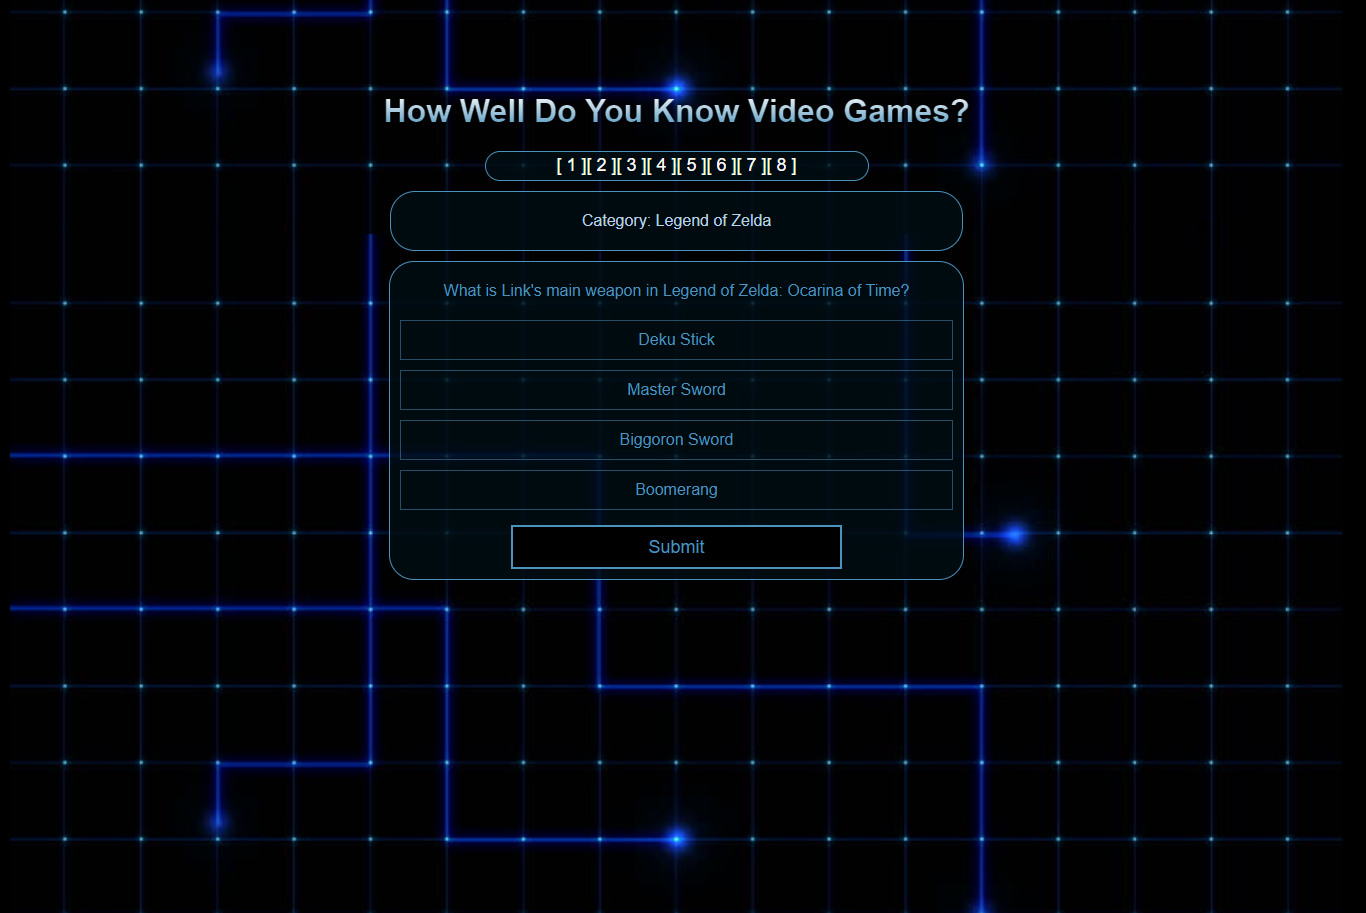 How Well Do You Know Video Games?
[ 1 ][ 2 ][ 3 ][ 4 ][ 5 ][ 6 ][ 7 ][ 8 ]
Category: Legend of Zelda
What is Link's main weapon in Legend of Zelda: Ocarina of Time?
Deku Stick
Master Sword
Biggoron Sword
Boomerang
Submit